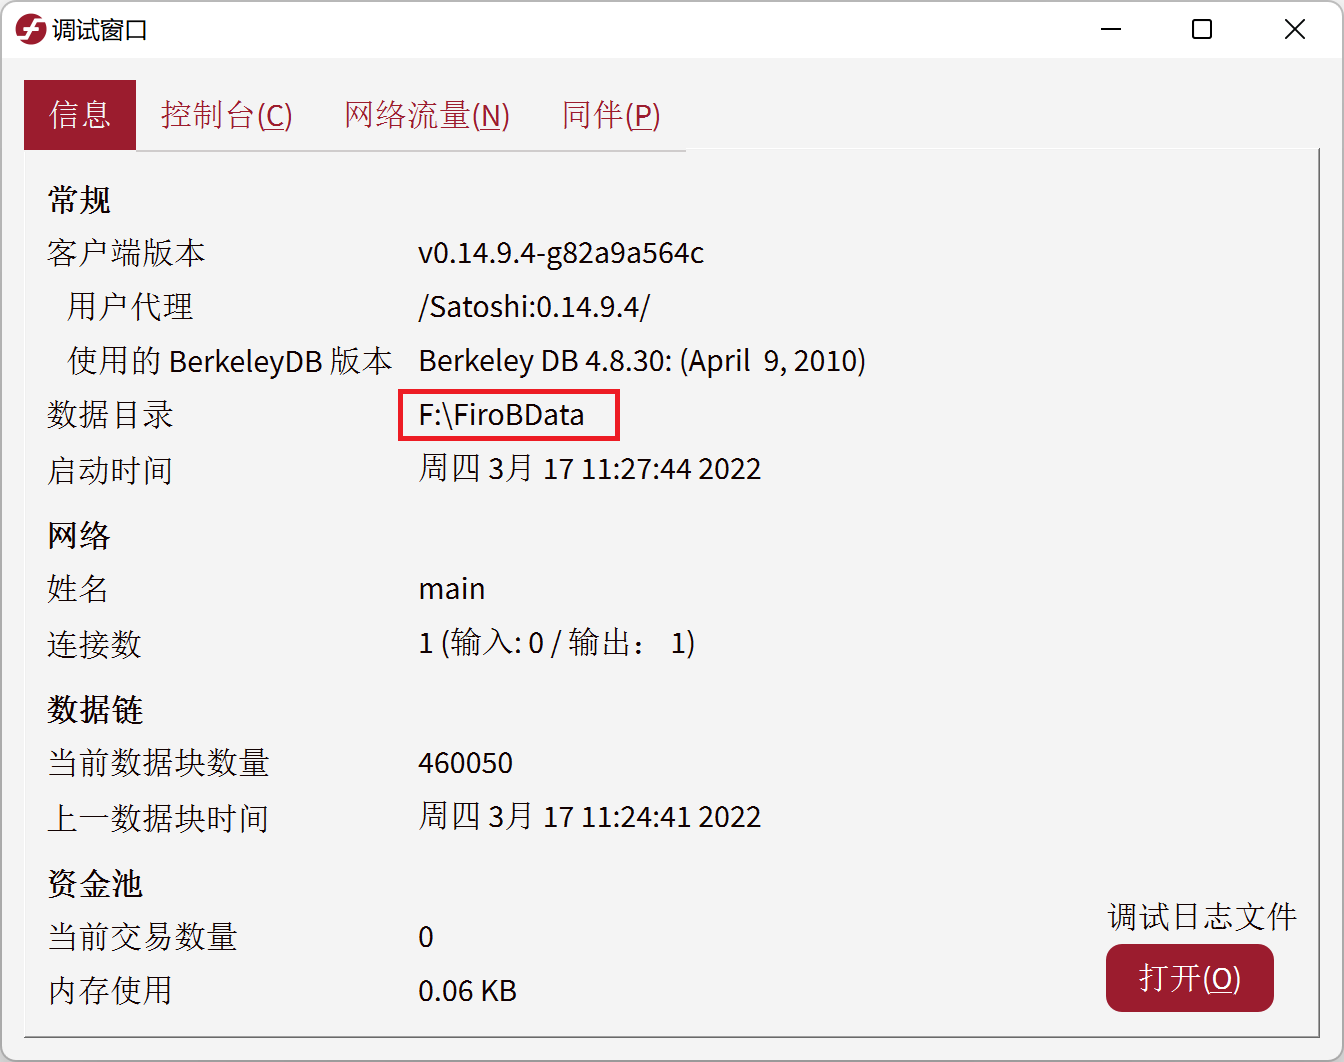 调试窗口
信息 控制台(C) 网络流量(N) 同伴(P)
常规
客户端版本 v0.14.9.4-g82a9a564c
用户代理 /Satoshi:0.14.9.4/
使用的 BerkeleyDB 版本 Berkeley DB 4.8.30: (April  9, 2010)
数据目录 F:\FiroBData
启动时间 周四 3月 17 11:27:44 2022
网络
姓名 main
连接数 1 (输入: 0 / 输出： 1)
数据链
当前数据块数量 460050
上一数据块时间 周四 3月 17 11:24:41 2022
资金池
当前交易数量 0
内存使用 0.06 KB
调试日志文件
打开(O)